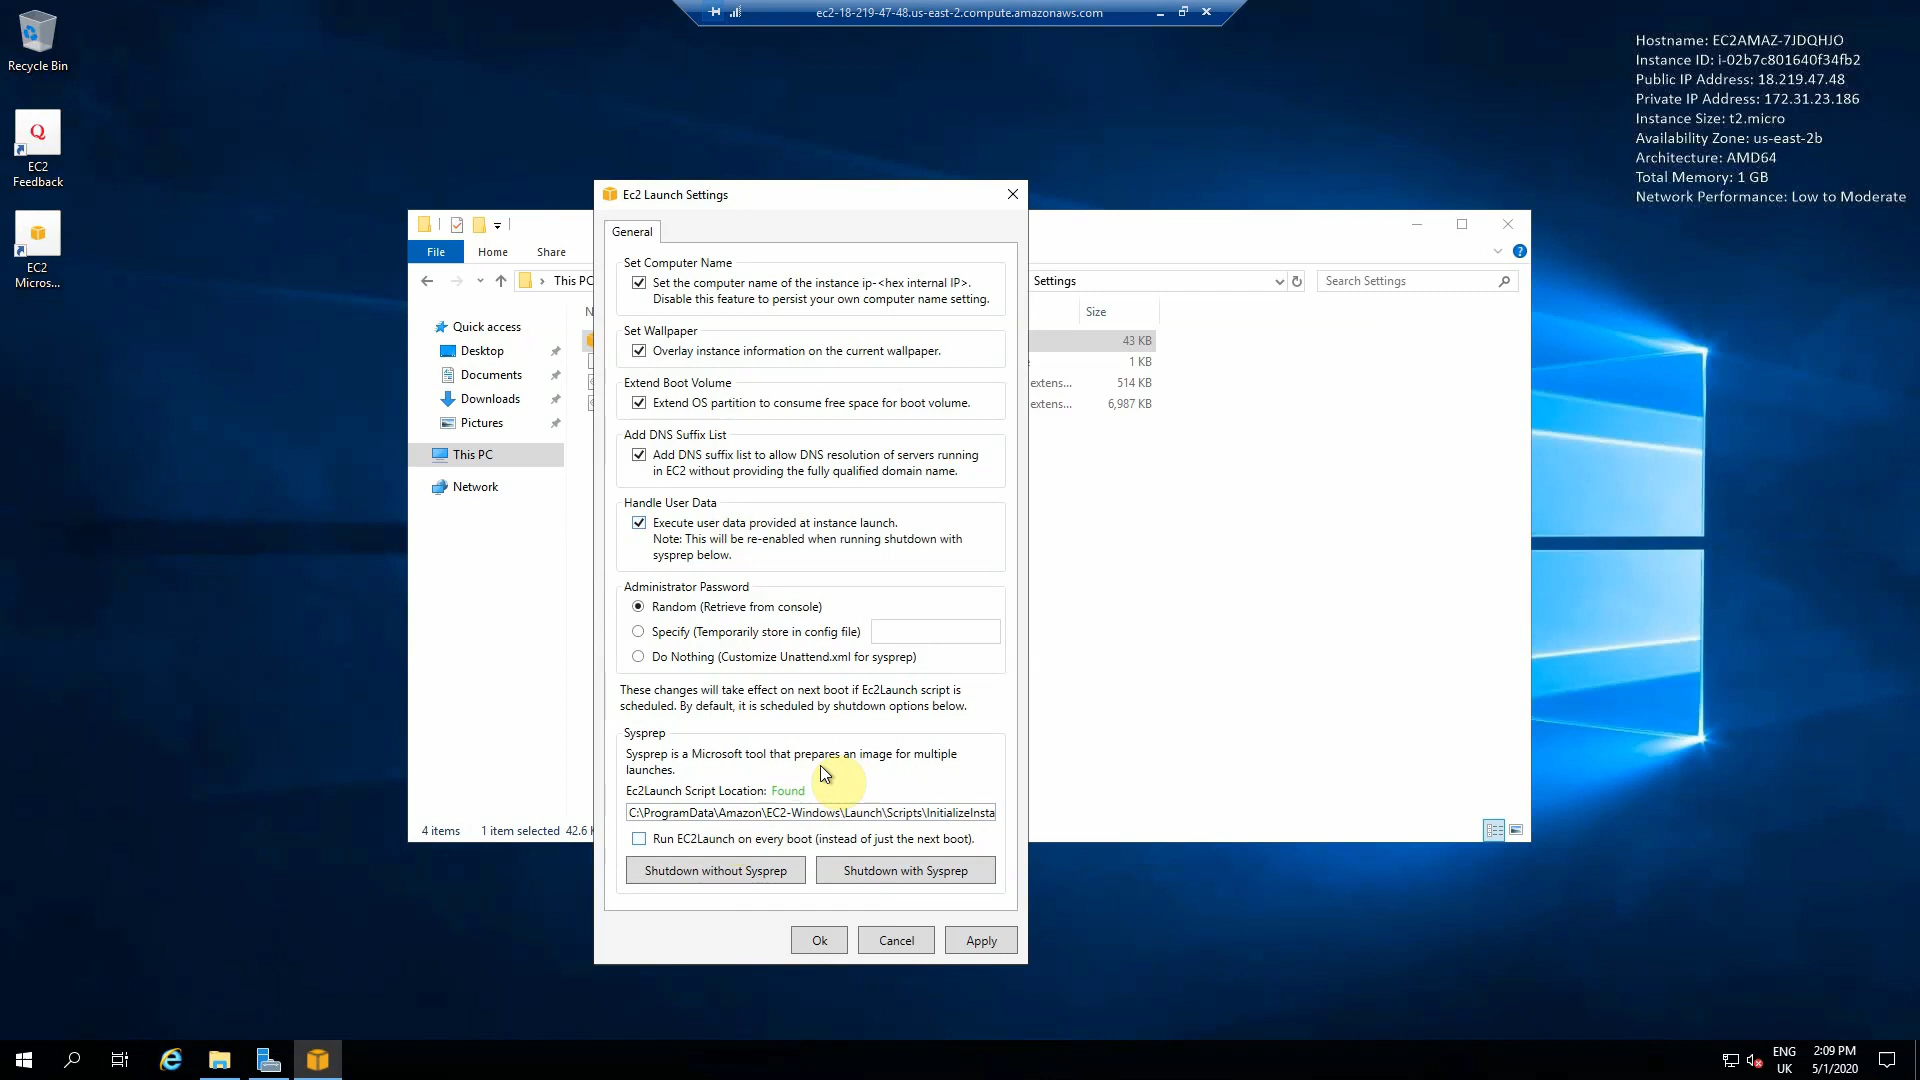 ec2-18-219-47-48.us-east-2.compute.amazonaws.com
Recycle Bin
Q
EC2
Feedback
EC2
Micros...
Hostname: EC2AMAZ-7JDQHJO
Instance ID: i-02b7c801640f34fb2
Public IP Address: 18.219.47.48
Private IP Address: 172.31.23.186
Instance Size: t2.micro
Availability Zone: us-east-2b
Architecture: AMD64
Total Memory: 1 GB
Network Performance: Low to Moderate
File
Home
Share
This PC
Settings
Search Settings
Quick access
Desktop
Documents
Downloads
Pictures
This PC
Network
Size
43 KB
1 KB
extens... 514 KB
extens... 6,987 KB
4 items 1 item selected 42.6 K
Ec2 Launch Settings
General
Set Computer Name
Set the computer name of the instance ip-<hex internal IP>.
Disable this feature to persist your own computer name setting.
Set Wallpaper
Overlay instance information on the current wallpaper.
Extend Boot Volume
Extend OS partition to consume free space for boot volume.
Add DNS Suffix List
Add DNS suffix list to allow DNS resolution of servers running
in EC2 without providing the fully qualified domain name.
Handle User Data
Execute user data provided at instance launch.
Note: This will be re-enabled when running shutdown with
sysprep below.
Administrator Password
Random (Retrieve from console)
Specify (Temporarily store in config file)
Do Nothing (Customize Unattend.xml for sysprep)
These changes will take effect on next boot if Ec2Launch script is
scheduled. By default, it is scheduled by shutdown options below.
Sysprep
Sysprep is a Microsoft tool that prepares an image for multiple
launches.
Ec2Launch Script Location: Found
C:\ProgramData\Amazon\EC2-Windows\Launch\Scripts\InitializeInsta
Run EC2Launch on every boot (instead of just the next boot).
Shutdown without Sysprep
Shutdown with Sysprep
Ok
Cancel
Apply
ENG
UK
2:09 PM
5/1/2020